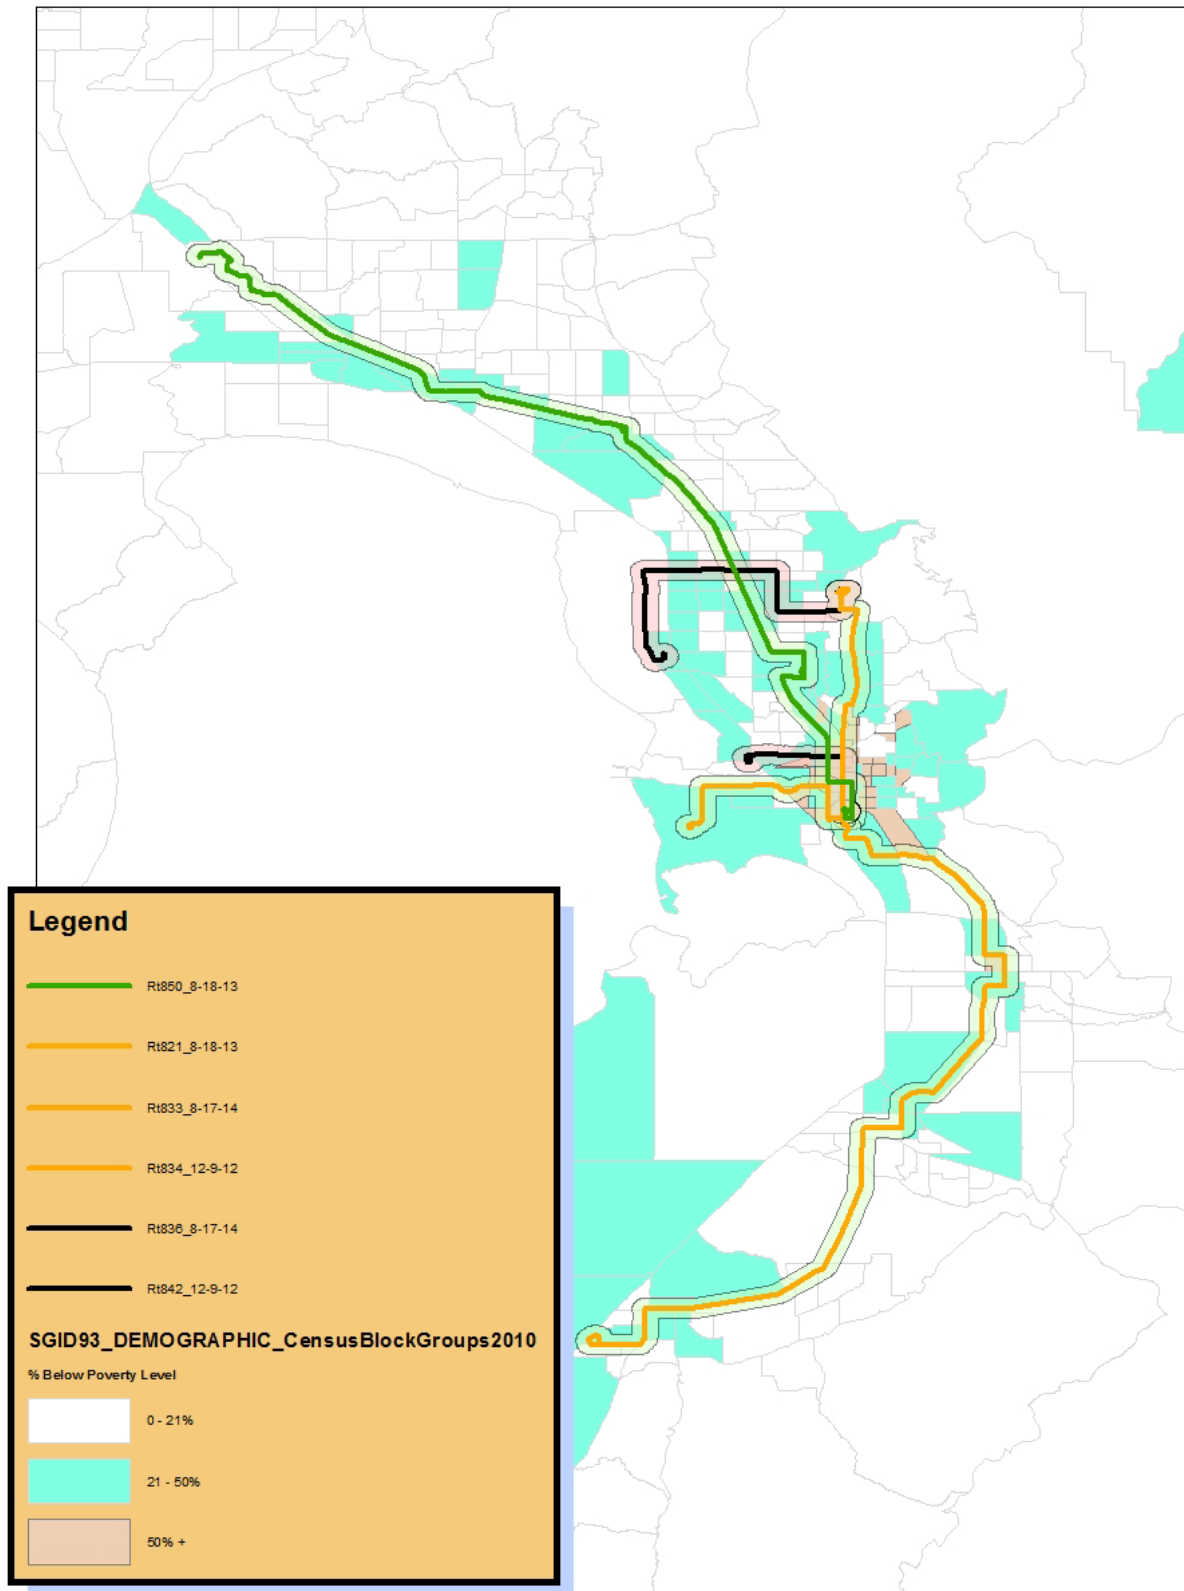 Legend
Rt850_8-18-13
Rt821_8-18-13
Rt833_8-17-14
Rt834_12-9-12
Rt836_8-17-14
Rt842_12-9-12
SGID93_DEMOGRAPHIC_CensusBlockGroups2010
% Below Poverty Level
0 - 21%
21 - 50%
50% +